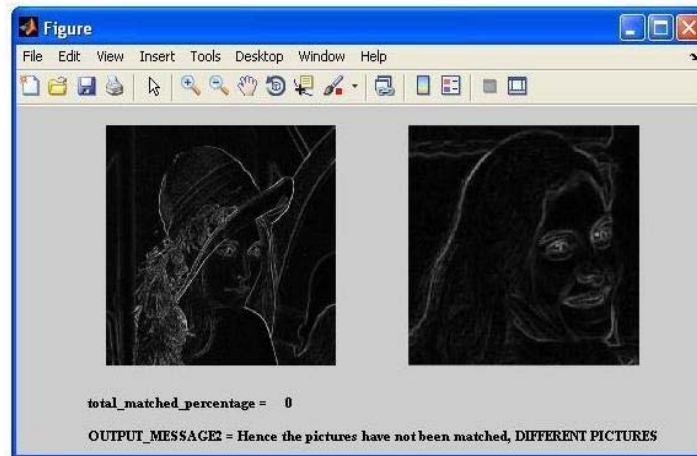 Figure
File Edit View Insert Tools Desktop Window Help
total_matched_percentage = 0
OUTPUT_MESSAGE2 = Hence the pictures have not been matched, DIFFERENT PICTURES